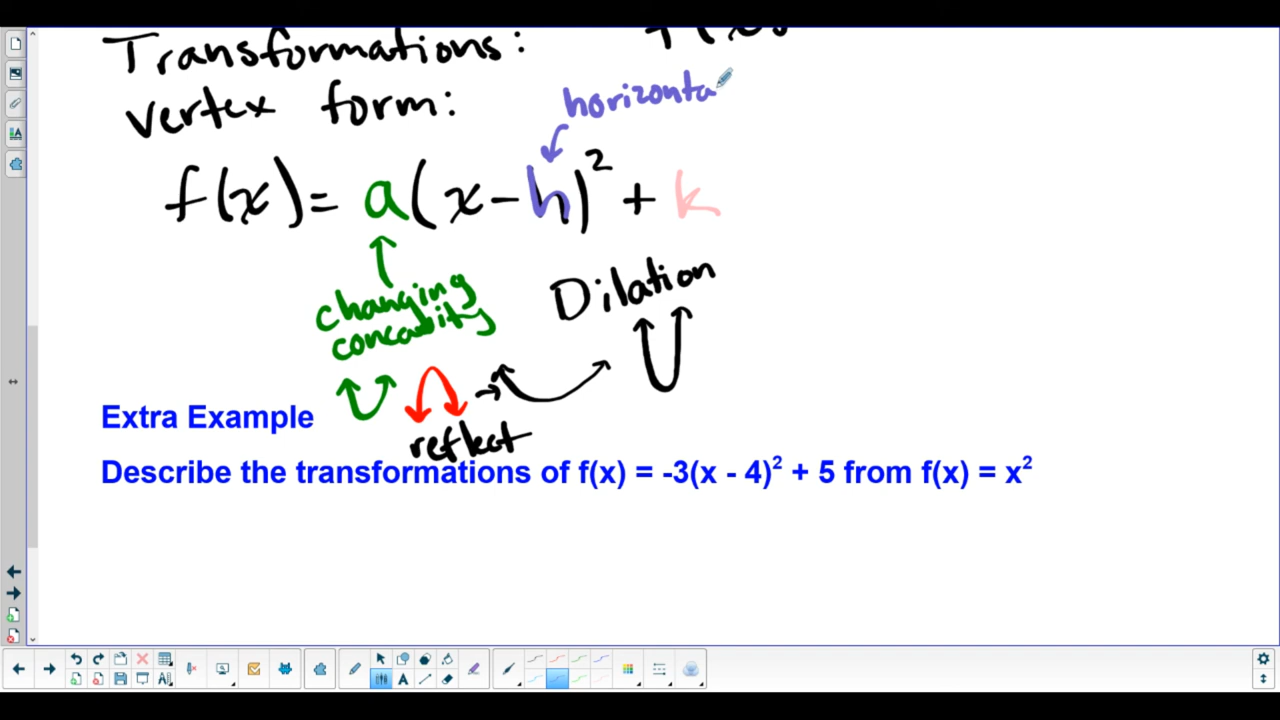 Transformations:
vertex form:
horizonta
f(x) = a(x - h)² + k
changing
concavity
Dilation
reflect
Extra Example
Describe the transformations of f(x) = -3(x - 4)² + 5 from f(x) = x²